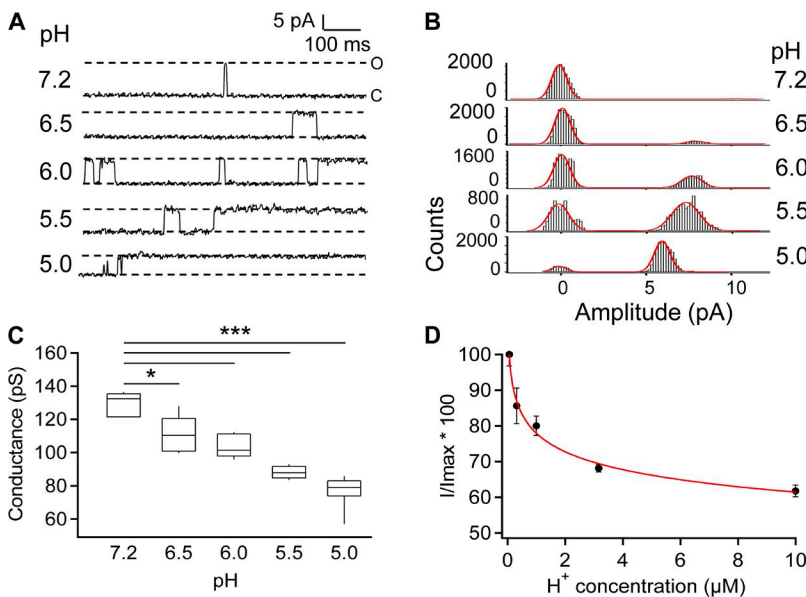 A
pH
5 pA
100 ms
7.2
O
C
6.5
6.0
5.5
5.0
B
pH
2000
0
7.2
2000
0
6.5
1600
0
6.0
800
0
5.5
2000
0
5.0
Counts
0 5 10
Amplitude (pA)
C
***
*
160
140
120
100
80
60
Conductance (pS)
7.2 6.5 6.0 5.5 5.0
pH
D
100
90
80
70
60
50
I/Imax * 100
0 2 4 6 8 10
H⁺ concentration (µM)